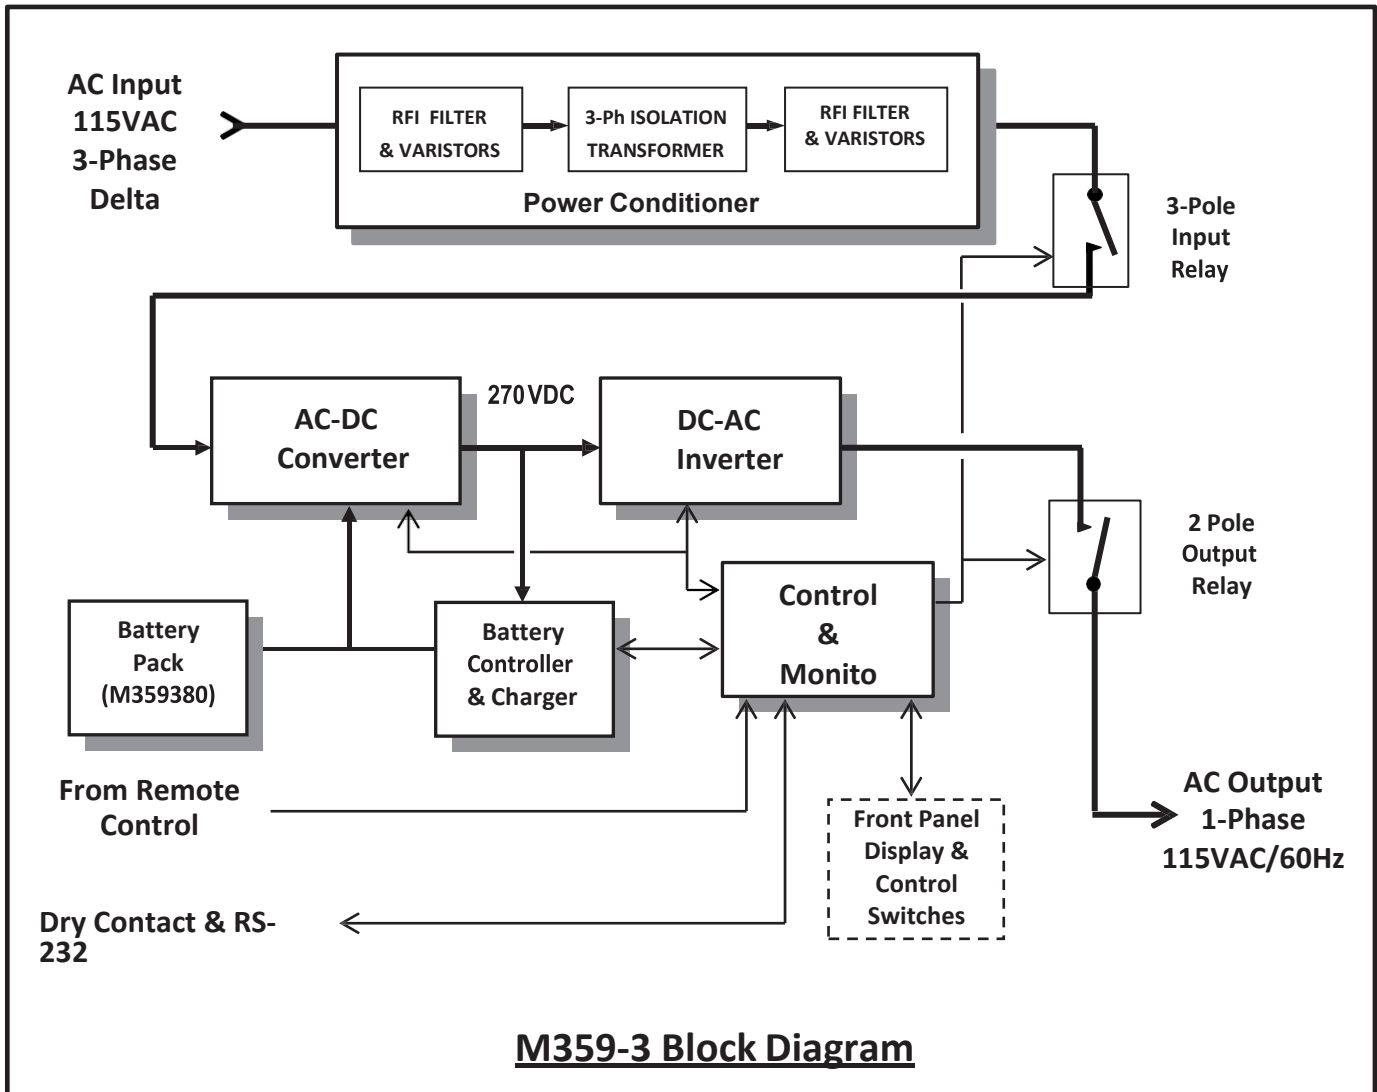 AC Input
115VAC
3-Phase
Delta
RFI FILTER
& VARISTORS
3-Ph ISOLATION
TRANSFORMER
RFI FILTER
& VARISTORS
Power Conditioner
3-Pole
Input
Relay
AC-DC
Converter
270 VDC
DC-AC
Inverter
2 Pole
Output
Relay
Battery
Pack
(M359380)
Battery
Controller
& Charger
Control
&
Monito
From Remote
Control
Front Panel
Display &
Control
Switches
AC Output
1-Phase
115VAC/60Hz
Dry Contact & RS-
232
M359-3 Block Diagram